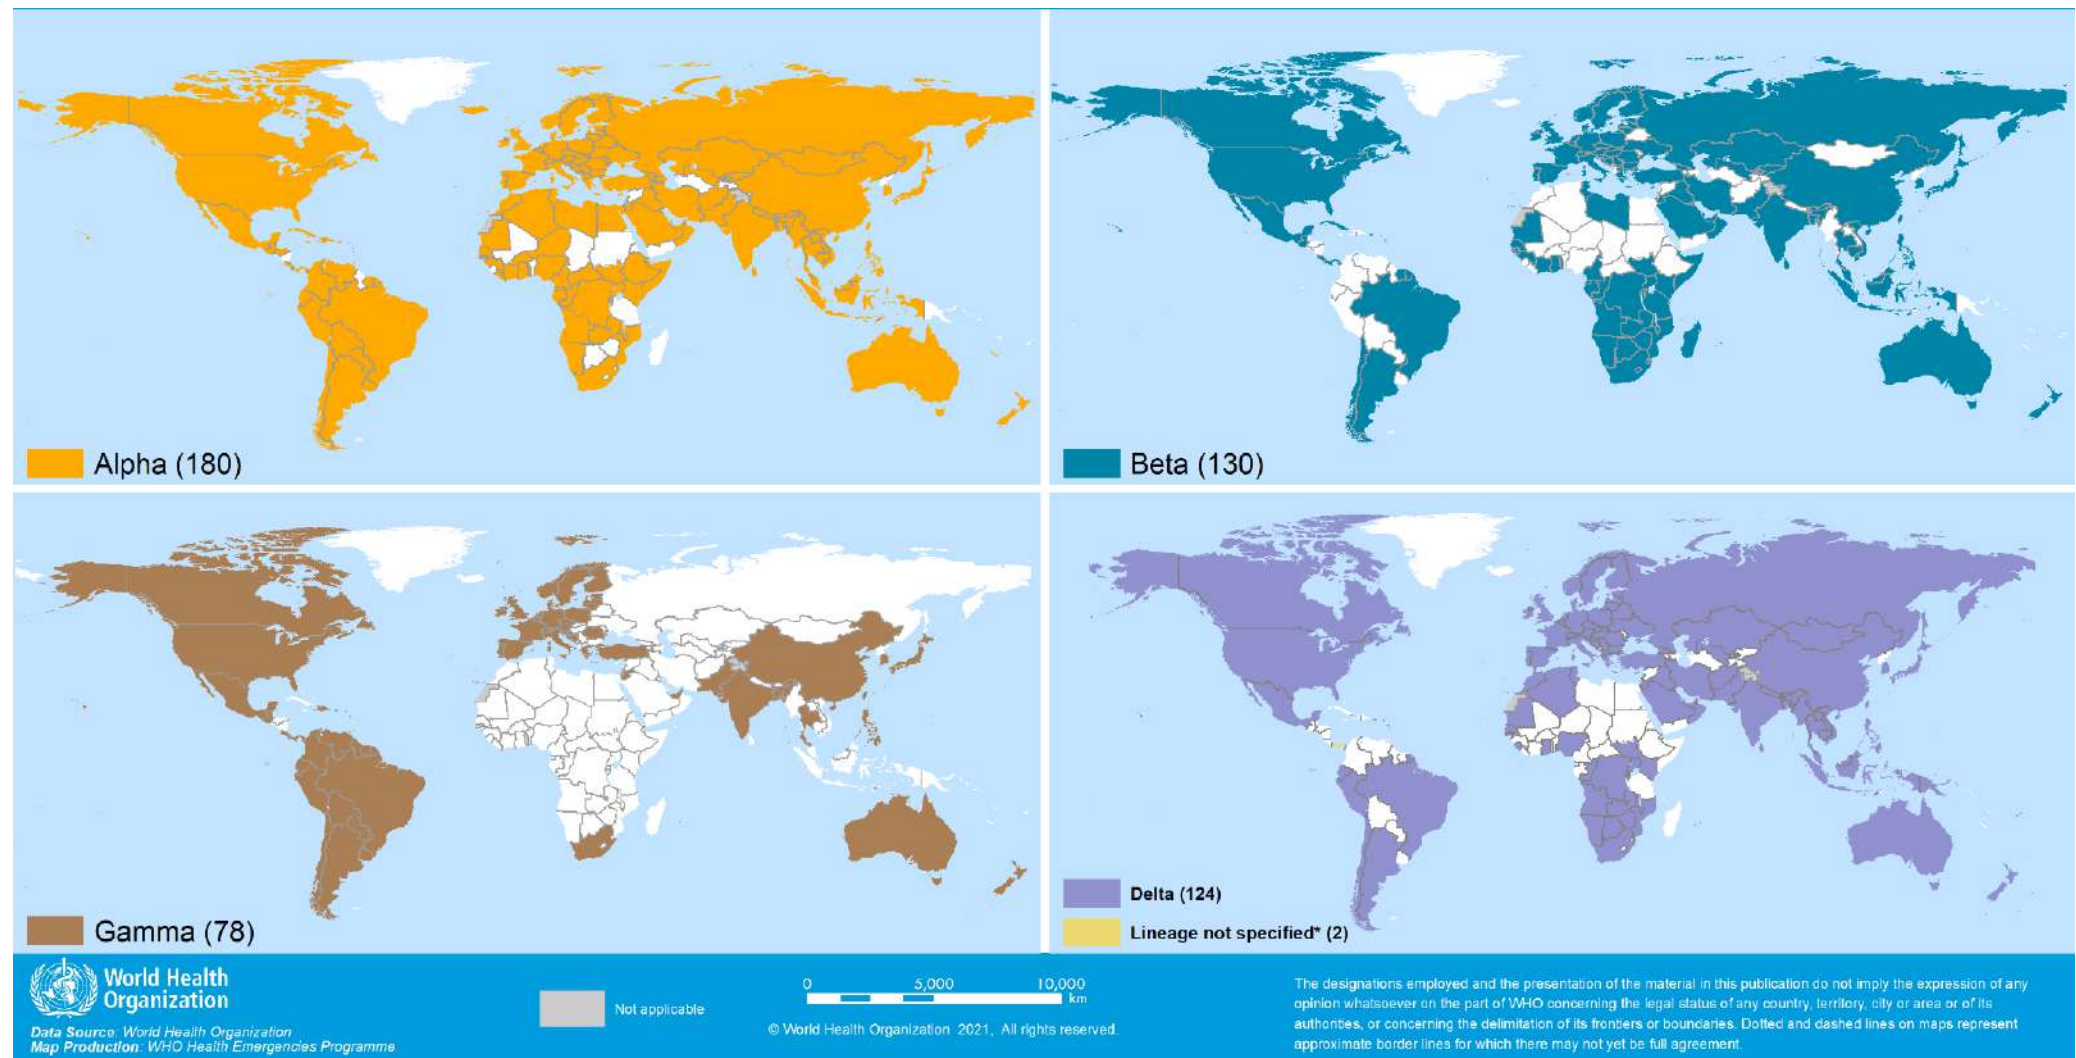 Alpha (180)
Beta (130)
Gamma (78)
Delta (124)
Lineage not specified* (2)
World Health
Organization
Data Source: World Health Organization
Map Production: WHO Health Emergencies Programme
Not applicable
0 5,000 10,000
km
© World Health Organization 2021, All rights reserved.
The designations employed and the presentation of the material in this publication do not imply the expression of any
opinion whatsoever on the part of WHO concerning the legal status of any country, territory, city or area or of its
authorities, or concerning the delimitation of its frontiers or boundaries. Dotted and dashed lines on maps represent
approximate border lines for which there may not yet be full agreement.